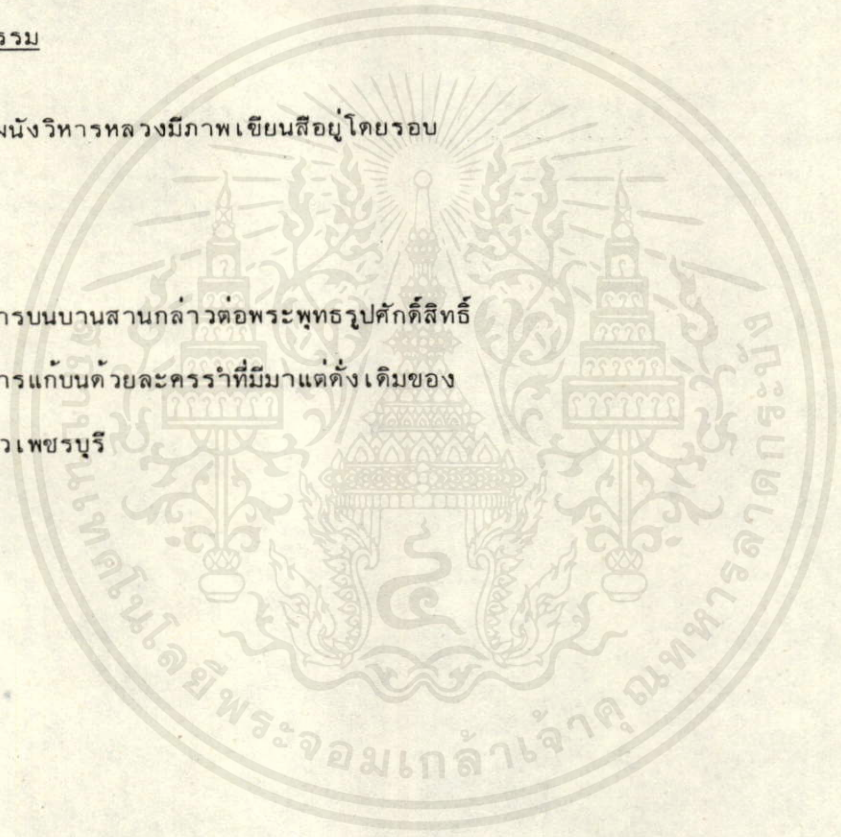 รรม
ผนังวิหารหลวงมีภาพเขียนสีอยู่โดยรอบ
ารบนบานสานกล่าวต่อพระพุทธรูปศักดิ์สิทธิ์
ารแก้บนด้วยละครรำที่มีมาแต่ดั่งเดิมของ
วเพชรบุรี
สถาบันเทคโนโลยีพระจอมเกล้าเจ้าคุณทหารลาดกระบัง